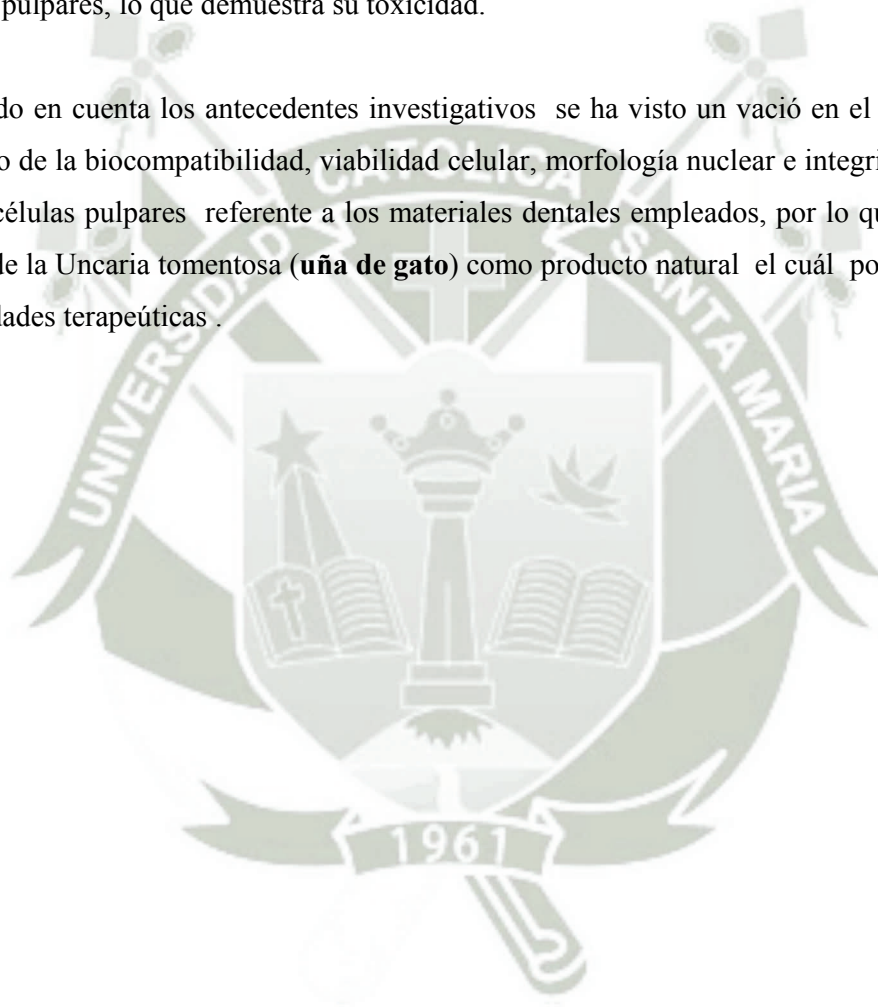 pulpares, lo que demuestra su toxicidad.
do en cuenta los antecedentes investigativos se ha visto un vació en el
o de la biocompatibilidad, viabilidad celular, morfología nuclear e integri
células pulpares referente a los materiales dentales empleados, por lo qu
de la Uncaria tomentosa (uña de gato) como producto natural el cuál po
dades terapeúticas .
UNIVERSIDAD CATOLICA SANTA MARIA
1961